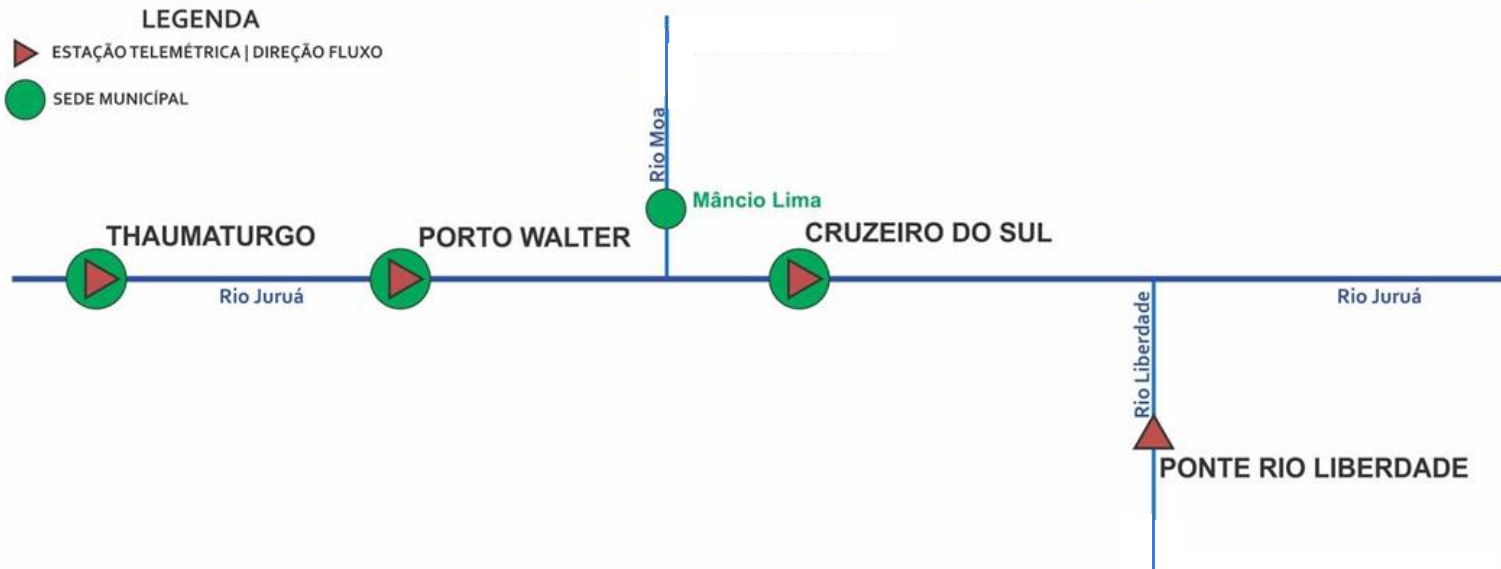 LEGENDA
ESTAÇÃO TELEMÉTRICA | DIREÇÃO FLUXO
SEDE MUNICÍPAL
Rio Moa
Mâncio Lima
THAUMATURGO
PORTO WALTER
CRUZEIRO DO SUL
Rio Juruá
Rio Juruá
Rio Liberdade
PONTE RIO LIBERDADE